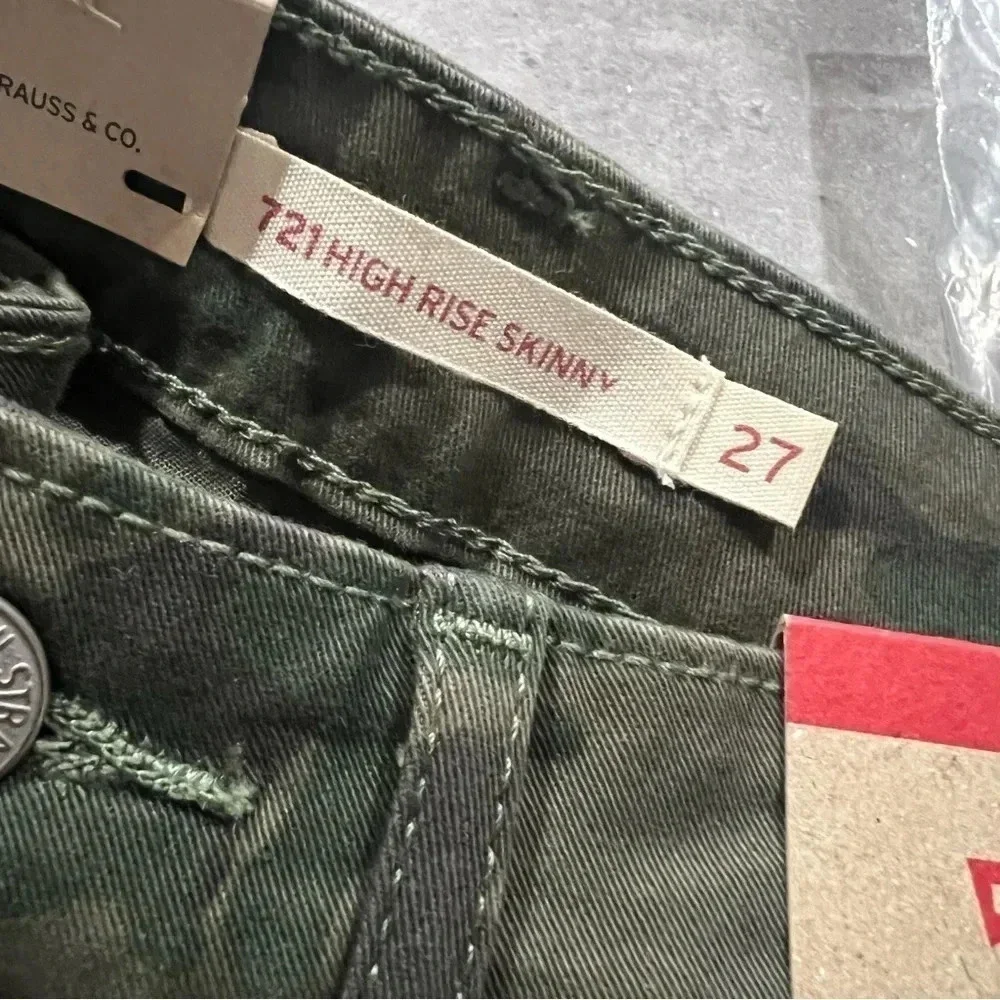 RAUSS & CO.
721 HIGH RISE SKINNY
27